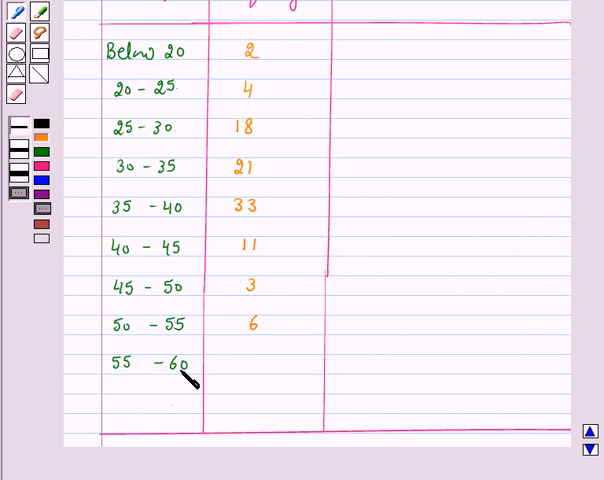 Below 20 2
20 - 25 4
25 - 30 18
30 - 35 21
35 - 40 33
40 - 45 11
45 - 50 3
50 - 55 6
55 - 60